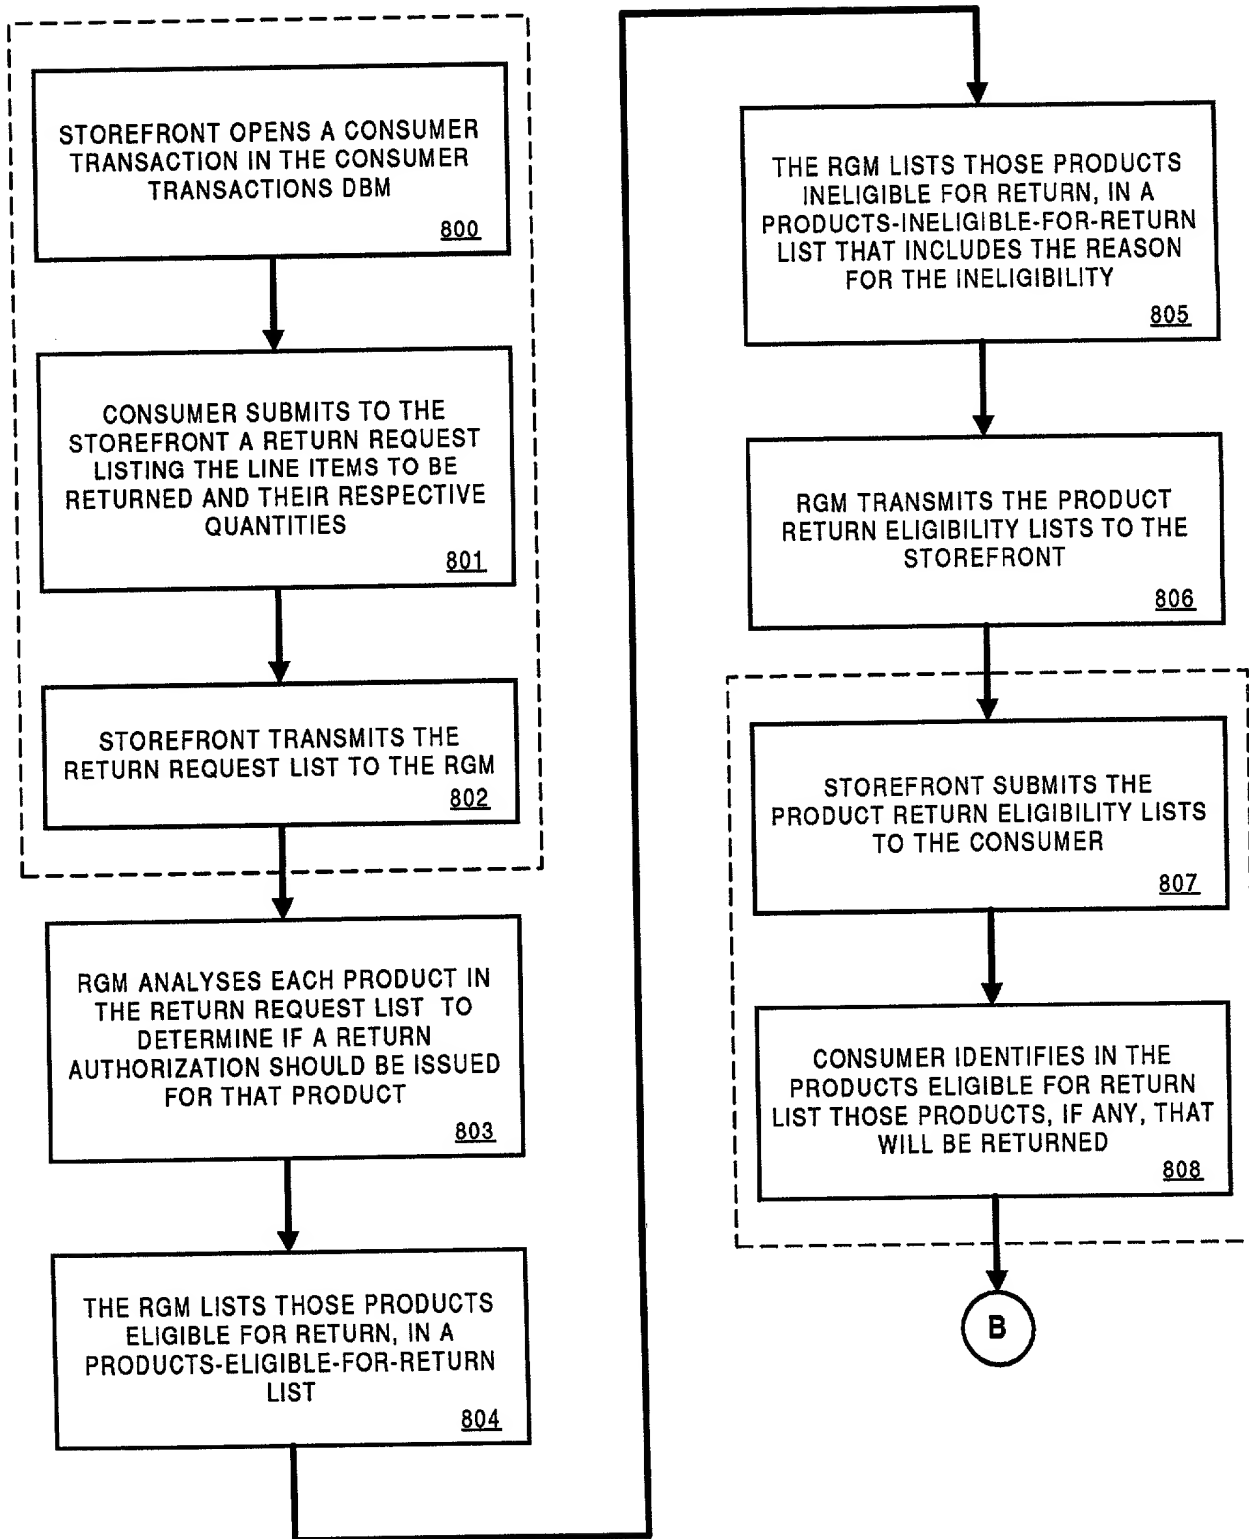 STOREFRONT OPENS A CONSUMER
TRANSACTION IN THE CONSUMER
TRANSACTIONS DBM
800
CONSUMER SUBMITS TO THE
STOREFRONT A RETURN REQUEST
LISTING THE LINE ITEMS TO BE
RETURNED AND THEIR RESPECTIVE
QUANTITIES
801
STOREFRONT TRANSMITS THE
RETURN REQUEST LIST TO THE RGM
802
RGM ANALYSES EACH PRODUCT IN
THE RETURN REQUEST LIST TO
DETERMINE IF A RETURN
AUTHORIZATION SHOULD BE ISSUED
FOR THAT PRODUCT
803
THE RGM LISTS THOSE PRODUCTS
ELIGIBLE FOR RETURN, IN A
PRODUCTS-ELIGIBLE-FOR-RETURN
LIST
804
THE RGM LISTS THOSE PRODUCTS
INELIGIBLE FOR RETURN, IN A
PRODUCTS-INELIGIBLE-FOR-RETURN
LIST THAT INCLUDES THE REASON
FOR THE INELIGIBILITY
805
RGM TRANSMITS THE PRODUCT
RETURN ELIGIBILITY LISTS TO THE
STOREFRONT
806
STOREFRONT SUBMITS THE
PRODUCT RETURN ELIGIBILITY LISTS
TO THE CONSUMER
807
CONSUMER IDENTIFIES IN THE
PRODUCTS ELIGIBLE FOR RETURN
LIST THOSE PRODUCTS, IF ANY, THAT
WILL BE RETURNED
808
B